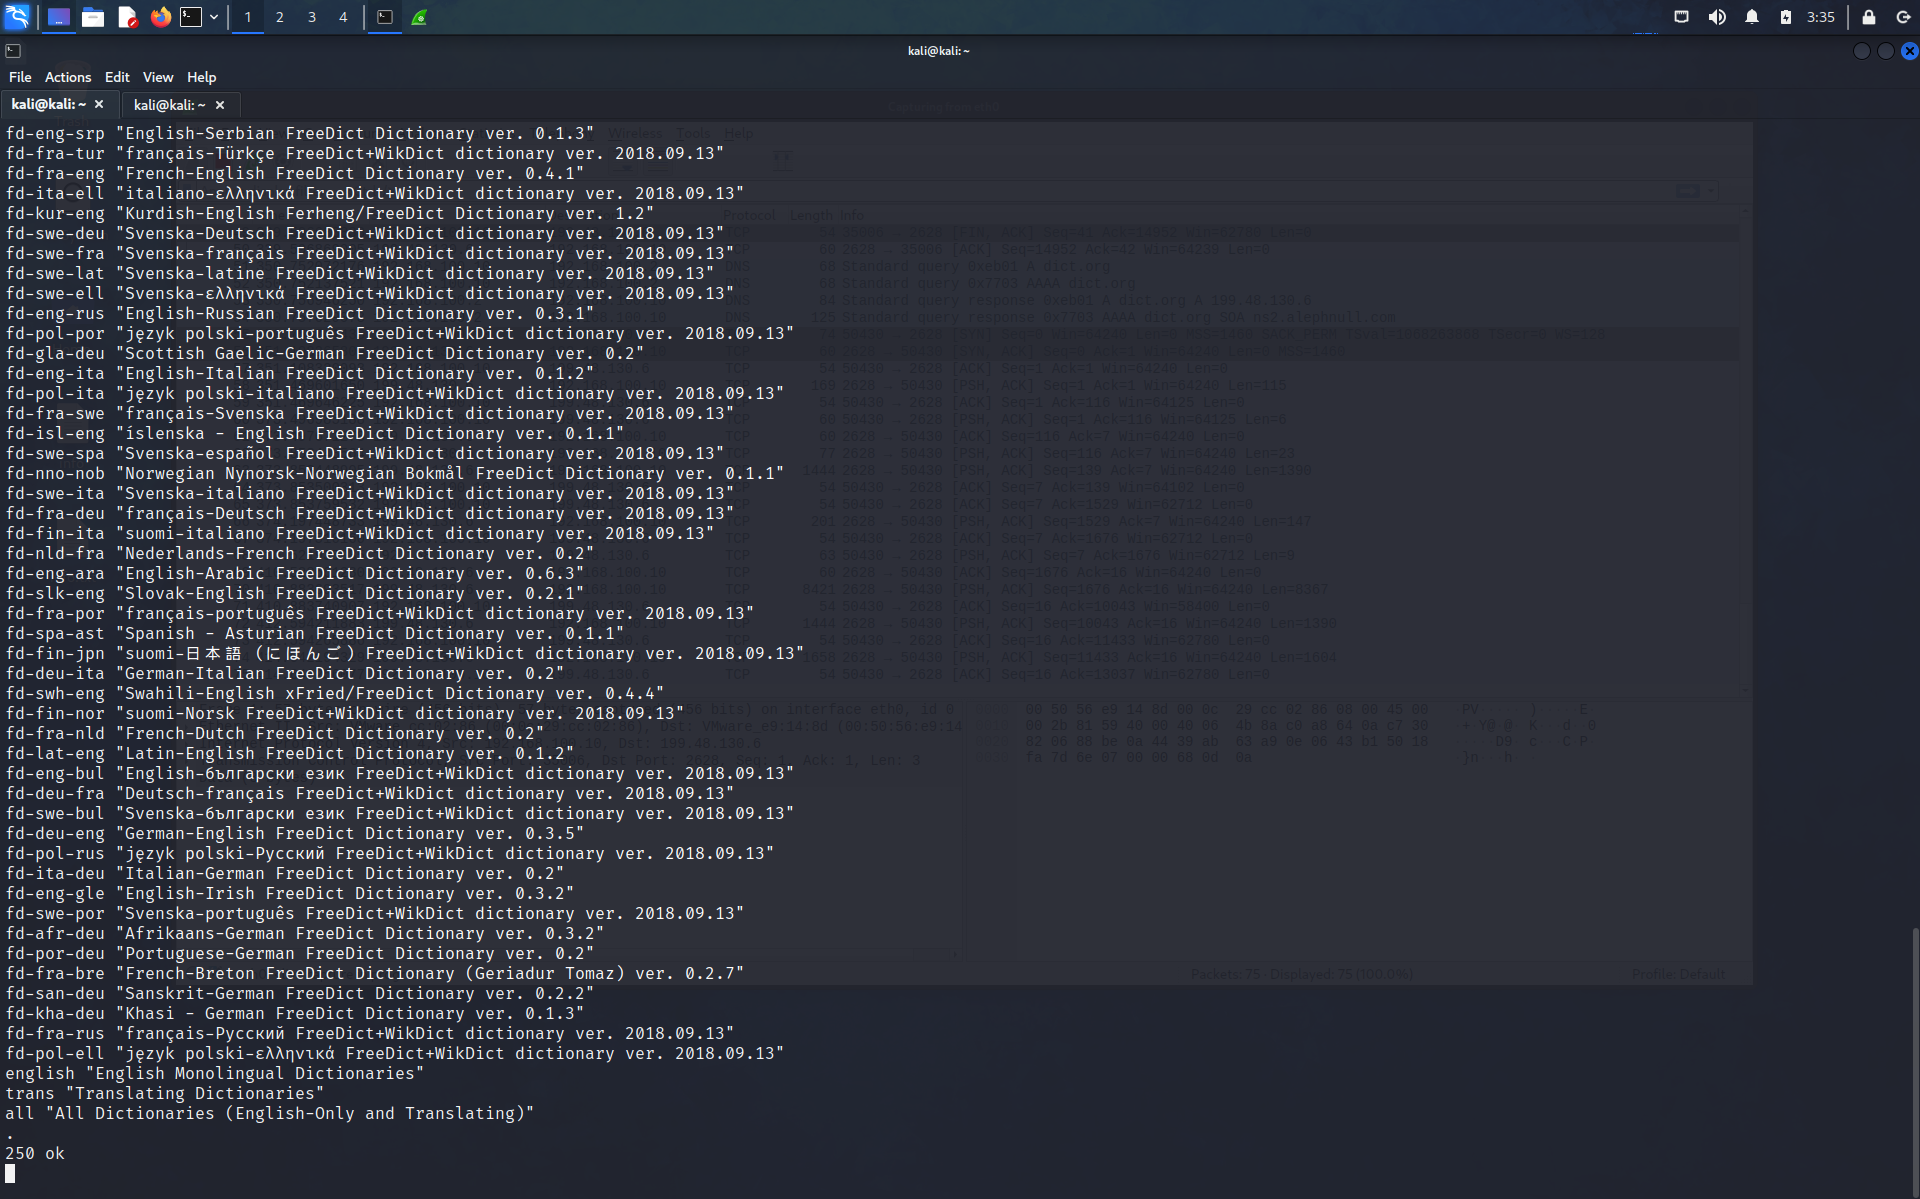 1 2 3 4 3:35
kali@kali: ~
File Actions Edit View Help
kali@kali: ~ × kali@kali: ~ ×
fd-eng-srp "English-Serbian FreeDict Dictionary ver. 0.1.3"
fd-fra-tur "français-Türkçe FreeDict+WikDict dictionary ver. 2018.09.13"
fd-fra-eng "French-English FreeDict Dictionary ver. 0.4.1"
fd-ita-ell "italiano-ελληνικά FreeDict+WikDict dictionary ver. 2018.09.13"
fd-kur-eng "Kurdish-English Ferheng/FreeDict Dictionary ver. 1.2"
fd-swe-deu "Svenska-Deutsch FreeDict+WikDict dictionary ver. 2018.09.13"
fd-swe-fra "Svenska-français FreeDict+WikDict dictionary ver. 2018.09.13"
fd-swe-lat "Svenska-latine FreeDict+WikDict dictionary ver. 2018.09.13"
fd-swe-ell "Svenska-ελληνικά FreeDict+WikDict dictionary ver. 2018.09.13"
fd-eng-rus "English-Russian FreeDict Dictionary ver. 0.3.1"
fd-pol-por "język polski-português FreeDict+WikDict dictionary ver. 2018.09.13"
fd-gla-deu "Scottish Gaelic-German FreeDict Dictionary ver. 0.2"
fd-eng-ita "English-Italian FreeDict Dictionary ver. 0.1.2"
fd-pol-ita "język polski-italiano FreeDict+WikDict dictionary ver. 2018.09.13"
fd-fra-swe "français-Svenska FreeDict+WikDict dictionary ver. 2018.09.13"
fd-isl-eng "íslenska - English FreeDict Dictionary ver. 0.1.1"
fd-swe-spa "Svenska-español FreeDict+WikDict dictionary ver. 2018.09.13"
fd-nno-nob "Norwegian Nynorsk-Norwegian Bokmål FreeDict Dictionary ver. 0.1.1"
fd-swe-ita "Svenska-italiano FreeDict+WikDict dictionary ver. 2018.09.13"
fd-fra-deu "français-Deutsch FreeDict+WikDict dictionary ver. 2018.09.13"
fd-fin-ita "suomi-italiano FreeDict+WikDict dictionary ver. 2018.09.13"
fd-nld-fra "Nederlands-French FreeDict Dictionary ver. 0.2"
fd-eng-ara "English-Arabic FreeDict Dictionary ver. 0.6.3"
fd-slk-eng "Slovak-English FreeDict Dictionary ver. 0.2.1"
fd-fra-por "français-português FreeDict+WikDict dictionary ver. 2018.09.13"
fd-spa-ast "Spanish - Asturian FreeDict Dictionary ver. 0.1.1"
fd-fin-jpn "suomi-日本語 (にほんご) FreeDict+WikDict dictionary ver. 2018.09.13"
fd-deu-ita "German-Italian FreeDict Dictionary ver. 0.2"
fd-swh-eng "Swahili-English xFried/FreeDict Dictionary ver. 0.4.4"
fd-fin-nor "suomi-Norsk FreeDict+WikDict dictionary ver. 2018.09.13"
fd-fra-nld "French-Dutch FreeDict Dictionary ver. 0.2"
fd-lat-eng "Latin-English FreeDict Dictionary ver. 0.1.2"
fd-eng-bul "English-български език FreeDict+WikDict dictionary ver. 2018.09.13"
fd-deu-fra "Deutsch-français FreeDict+WikDict dictionary ver. 2018.09.13"
fd-swe-bul "Svenska-български език FreeDict+WikDict dictionary ver. 2018.09.13"
fd-deu-eng "German-English FreeDict Dictionary ver. 0.3.5"
fd-pol-rus "język polski-Русский FreeDict+WikDict dictionary ver. 2018.09.13"
fd-ita-deu "Italian-German FreeDict Dictionary ver. 0.2"
fd-eng-gle "English-Irish FreeDict Dictionary ver. 0.3.2"
fd-swe-por "Svenska-português FreeDict+WikDict dictionary ver. 2018.09.13"
fd-afr-deu "Afrikaans-German FreeDict Dictionary ver. 0.3.2"
fd-por-deu "Portuguese-German FreeDict Dictionary ver. 0.2"
fd-fra-bre "French-Breton FreeDict Dictionary (Geriadur Tomaz) ver. 0.2.7"
fd-san-deu "Sanskrit-German FreeDict Dictionary ver. 0.2.2"
fd-kha-deu "Khasi - German FreeDict Dictionary ver. 0.1.3"
fd-fra-rus "français-Русский FreeDict+WikDict dictionary ver. 2018.09.13"
fd-pol-ell "język polski-ελληνικά FreeDict+WikDict dictionary ver. 2018.09.13"
english "English Monolingual Dictionaries"
trans "Translating Dictionaries"
all "All Dictionaries (English-Only and Translating)"
.
250 ok